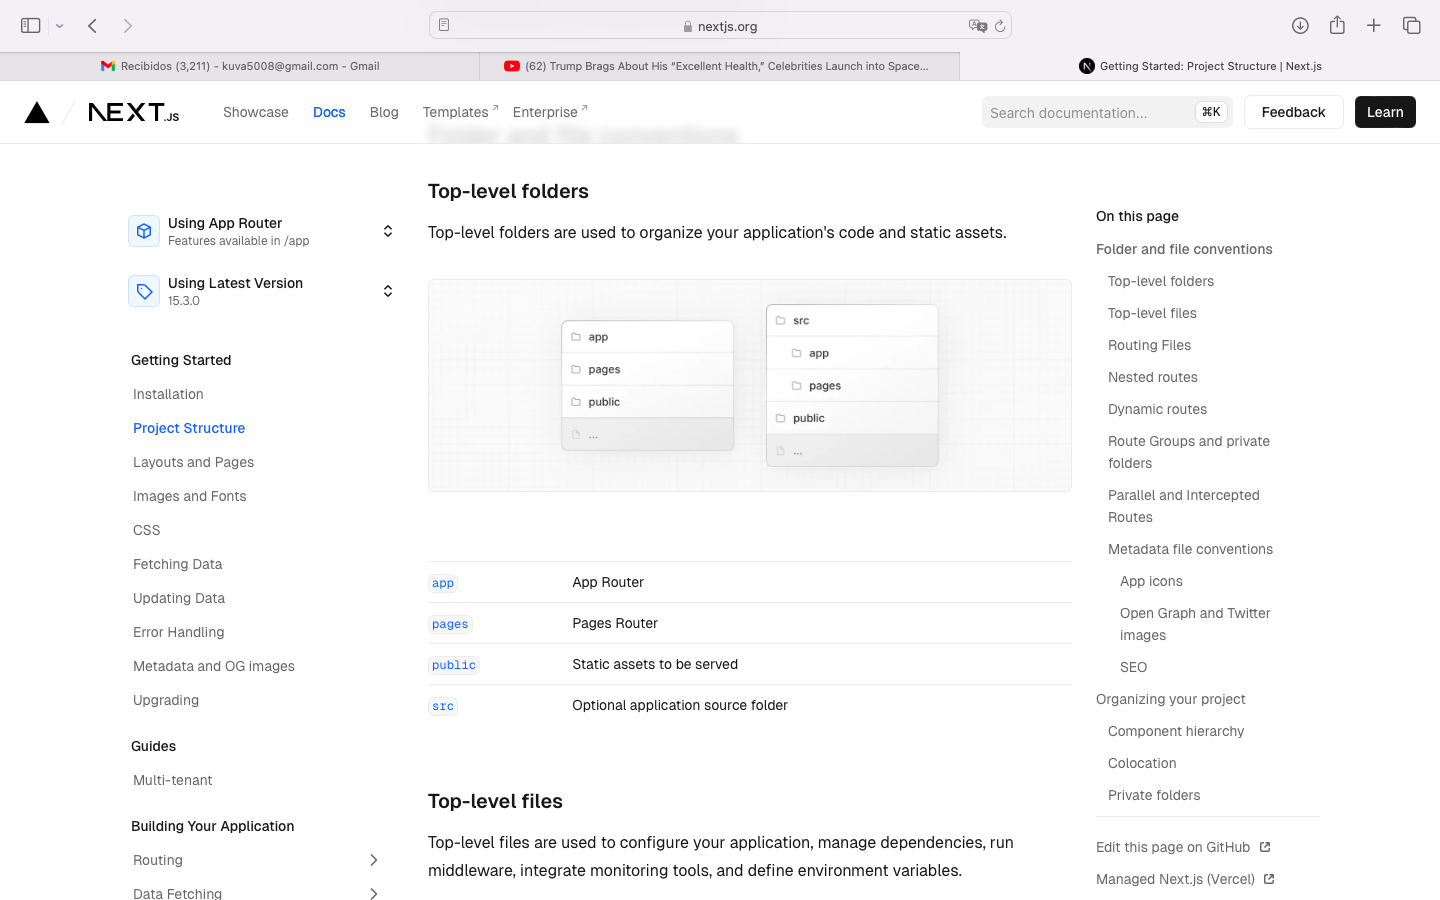 nextjs.org
Recibidos (3,211) - kuva5008@gmail.com - Gmail
(62) Trump Brags About His “Excellent Health,” Celebrities Launch into Space...
Getting Started: Project Structure | Next.js
NEXT.JS
Showcase
Docs
Blog
Templates
Enterprise
Search documentation...
⌘K
Feedback
Learn
Folder and file conventions
Using App Router
Features available in /app
Using Latest Version
15.3.0
Getting Started
Installation
Project Structure
Layouts and Pages
Images and Fonts
CSS
Fetching Data
Updating Data
Error Handling
Metadata and OG images
Upgrading
Guides
Multi-tenant
Building Your Application
Routing
Data Fetching
Top-level folders
Top-level folders are used to organize your application's code and static assets.
app
pages
public
...
src
app
pages
public
...
app App Router
pages Pages Router
public Static assets to be served
src Optional application source folder
Top-level files
Top-level files are used to configure your application, manage dependencies, run
middleware, integrate monitoring tools, and define environment variables.
On this page
Folder and file conventions
Top-level folders
Top-level files
Routing Files
Nested routes
Dynamic routes
Route Groups and private
folders
Parallel and Intercepted
Routes
Metadata file conventions
App icons
Open Graph and Twitter
images
SEO
Organizing your project
Component hierarchy
Colocation
Private folders
Edit this page on GitHub
Managed Next.js (Vercel)